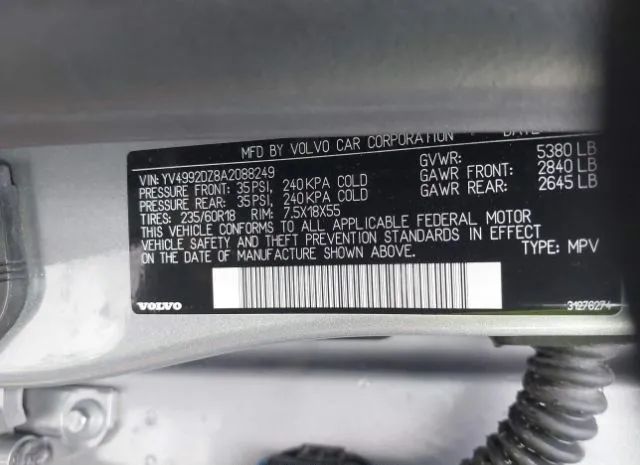 MFD BY VOLVO CAR CORPORATION DATE
VIN: YV4992DZ8A2088249
PRESSURE FRONT: 35 PSI, 240 KPA COLD
PRESSURE REAR: 35 PSI, 240 KPA COLD
TIRES: 235/60R18 RIM: 7,5X18X55
GVWR: 5380 LB
GAWR FRONT: 2840 LB
GAWR REAR: 2645 LB
THIS VEHICLE CONFORMS TO ALL APPLICABLE FEDERAL MOTOR
VEHICLE SAFETY AND THEFT PREVENTION STANDARDS IN EFFECT
ON DATE OF MANUFACTURE SHOWN ABOVE.
TYPE: MPV
VOLVO
31276274